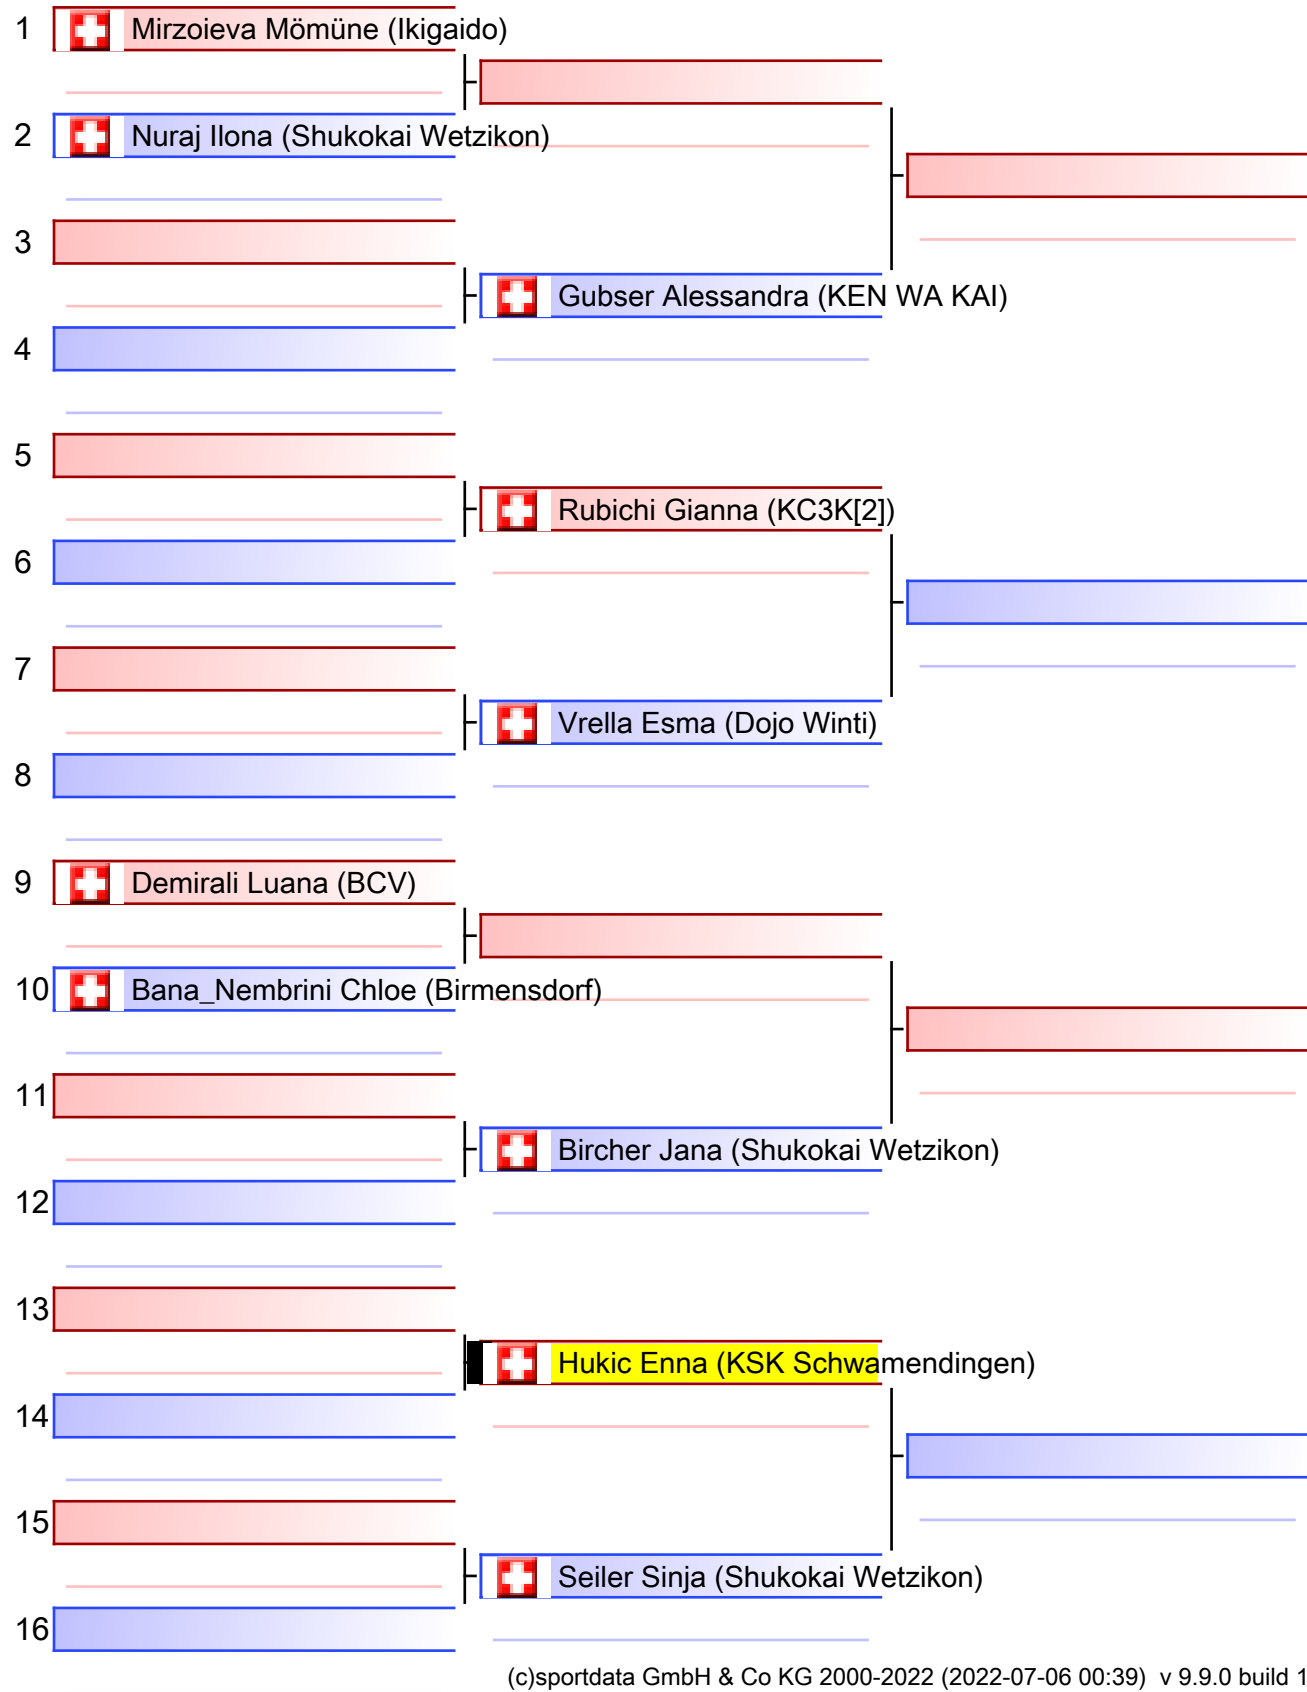 1 Mirzoieva Mömüne (Ikigaido)
2 Nuraj Ilona (Shukokai Wetzikon)
3
Gubser Alessandra (KEN WA KAI)
4
5
Rubichi Gianna (KC3K[2])
6
7
Vrella Esma (Dojo Winti)
8
9 Demirali Luana (BCV)
10 Bana_Nembrini Chloe (Birmensdorf)
11
Bircher Jana (Shukokai Wetzikon)
12
13
Hukic Enna (KSK Schwamendingen)
14
15
Seiler Sinja (Shukokai Wetzikon)
16
(c)sportdata GmbH & Co KG 2000-2022 (2022-07-06 00:39) v 9.9.0 build 1